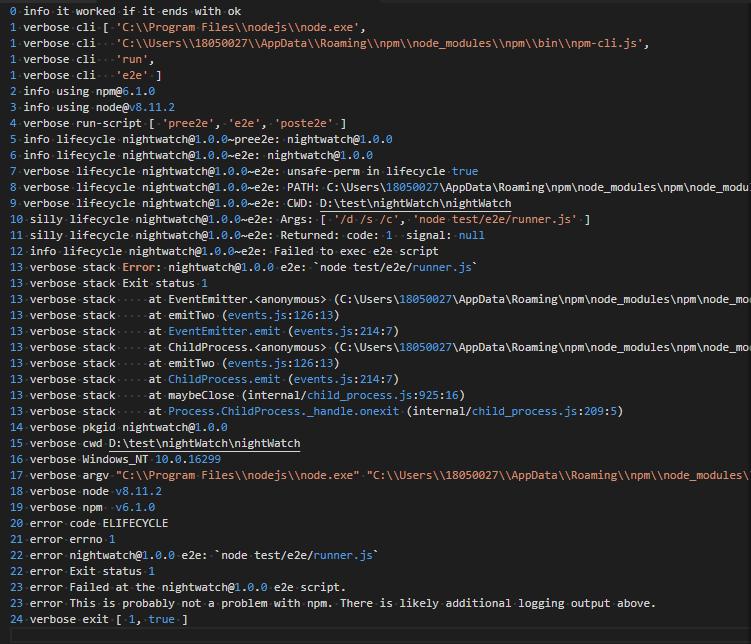 0 info it worked if it ends with ok
1 verbose cli [ 'C:\\Program Files\\nodejs\\node.exe',
1 verbose cli   'C:\\Users\\18050027\\AppData\\Roaming\\npm\\node_modules\\npm\\bin\\npm-cli.js',
1 verbose cli   'run',
1 verbose cli   'e2e' ]
2 info using npm@6.1.0
3 info using node@v8.11.2
4 verbose run-script [ 'pree2e', 'e2e', 'poste2e' ]
5 info lifecycle nightwatch@1.0.0~pree2e: nightwatch@1.0.0
6 info lifecycle nightwatch@1.0.0~e2e: nightwatch@1.0.0
7 verbose lifecycle nightwatch@1.0.0~e2e: unsafe-perm in lifecycle true
8 verbose lifecycle nightwatch@1.0.0~e2e: PATH: C:\Users\18050027\AppData\Roaming\npm\node_modules\npm\node_modu
9 verbose lifecycle nightwatch@1.0.0~e2e: CWD: D:\test\nightWatch\nightWatch
10 silly lifecycle nightwatch@1.0.0~e2e: Args: [ '/d /s /c', 'node test/e2e/runner.js' ]
11 silly lifecycle nightwatch@1.0.0~e2e: Returned: code: 1  signal: null
12 info lifecycle nightwatch@1.0.0~e2e: Failed to exec e2e script
13 verbose stack Error: nightwatch@1.0.0 e2e: `node test/e2e/runner.js`
13 verbose stack Exit status 1
13 verbose stack     at EventEmitter.<anonymous> (C:\Users\18050027\AppData\Roaming\npm\node_modules\npm\node_mo
13 verbose stack     at emitTwo (events.js:126:13)
13 verbose stack     at EventEmitter.emit (events.js:214:7)
13 verbose stack     at ChildProcess.<anonymous> (C:\Users\18050027\AppData\Roaming\npm\node_modules\npm\node_mo
13 verbose stack     at emitTwo (events.js:126:13)
13 verbose stack     at ChildProcess.emit (events.js:214:7)
13 verbose stack     at maybeClose (internal/child_process.js:925:16)
13 verbose stack     at Process.ChildProcess._handle.onexit (internal/child_process.js:209:5)
14 verbose pkgid nightwatch@1.0.0
15 verbose cwd D:\test\nightWatch\nightWatch
16 verbose Windows_NT 10.0.16299
17 verbose argv "C:\\Program Files\\nodejs\\node.exe" "C:\\Users\\18050027\\AppData\\Roaming\\npm\\node_modules\
18 verbose node v8.11.2
19 verbose npm  v6.1.0
20 error code ELIFECYCLE
21 error errno 1
22 error nightwatch@1.0.0 e2e: `node test/e2e/runner.js`
22 error Exit status 1
23 error Failed at the nightwatch@1.0.0 e2e script.
23 error This is probably not a problem with npm. There is likely additional logging output above.
24 verbose exit [ 1, true ]